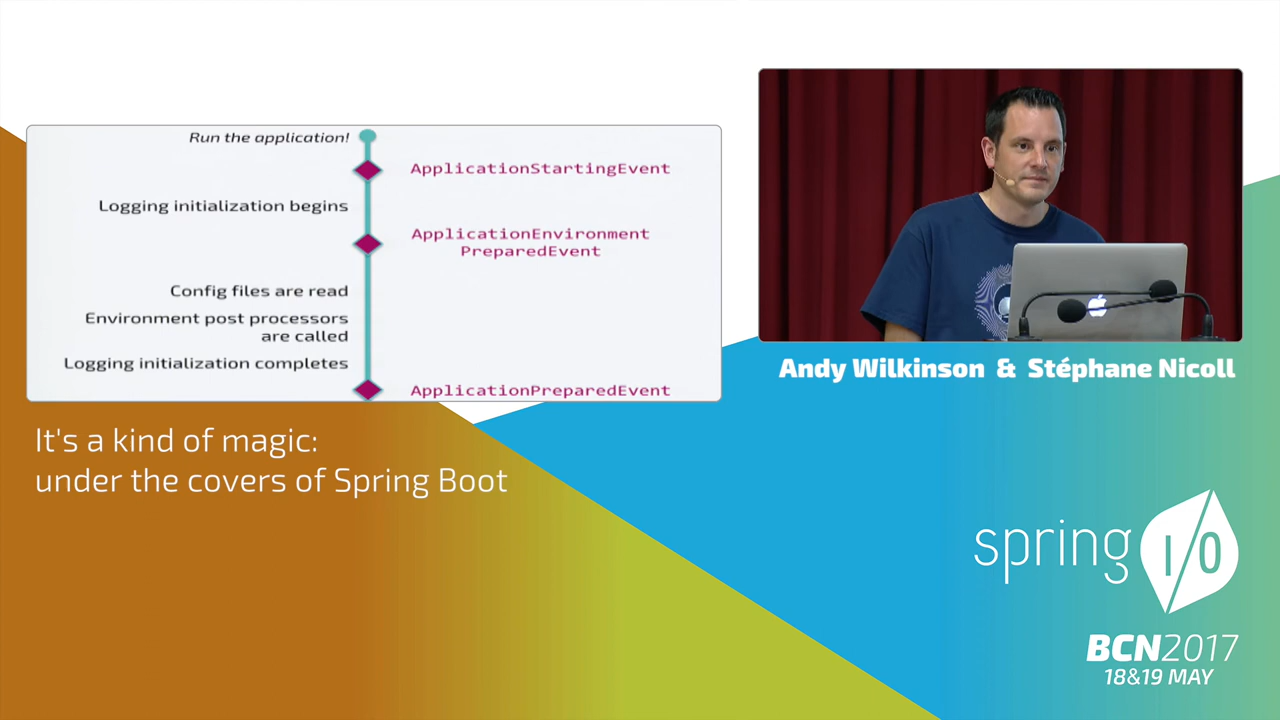 Run the application!
ApplicationStartingEvent
Logging initialization begins
ApplicationEnvironment
PreparedEvent
Config files are read
Environment post processors
are called
Logging initialization completes
ApplicationPreparedEvent
Andy Wilkinson & Stéphane Nicoll
It's a kind of magic:
under the covers of Spring Boot
spring I/O
BCN2017
18&19 MAY